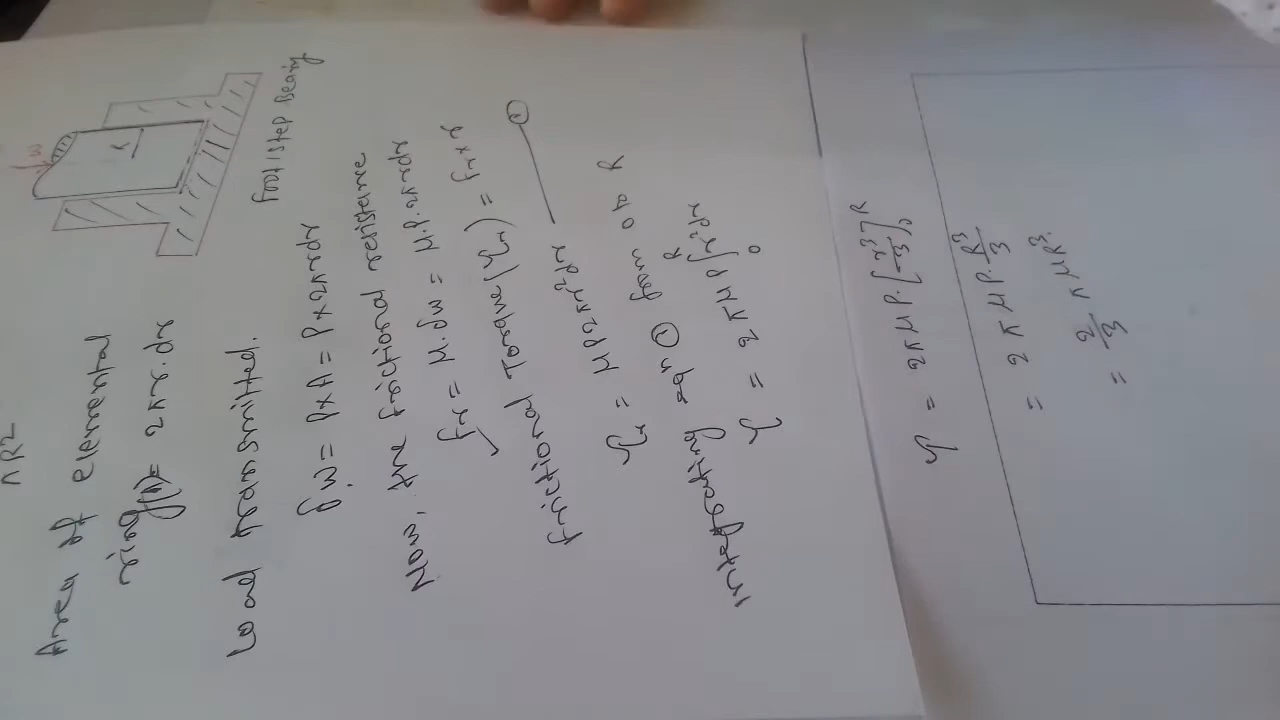 πR2
Area of elemental
ring(A)= 2πr.dr
W
R
Foot step Bearing
Load transmitted.
δw = P×A = P×2πrdr
Now, the frictional resistance
Fr = μ.δw = μ.P.2πrdr
Frictional Torque(Tr) = Fr×r
Tr = μP2πr²dr ①
Integrating eqn ① from 0 to R
T = 2πμP∫₀ᴿ r²dr
T = 2πμP.[r³/3]₀ᴿ
= 2πμP.R³/3
= 2/3 πμR³.